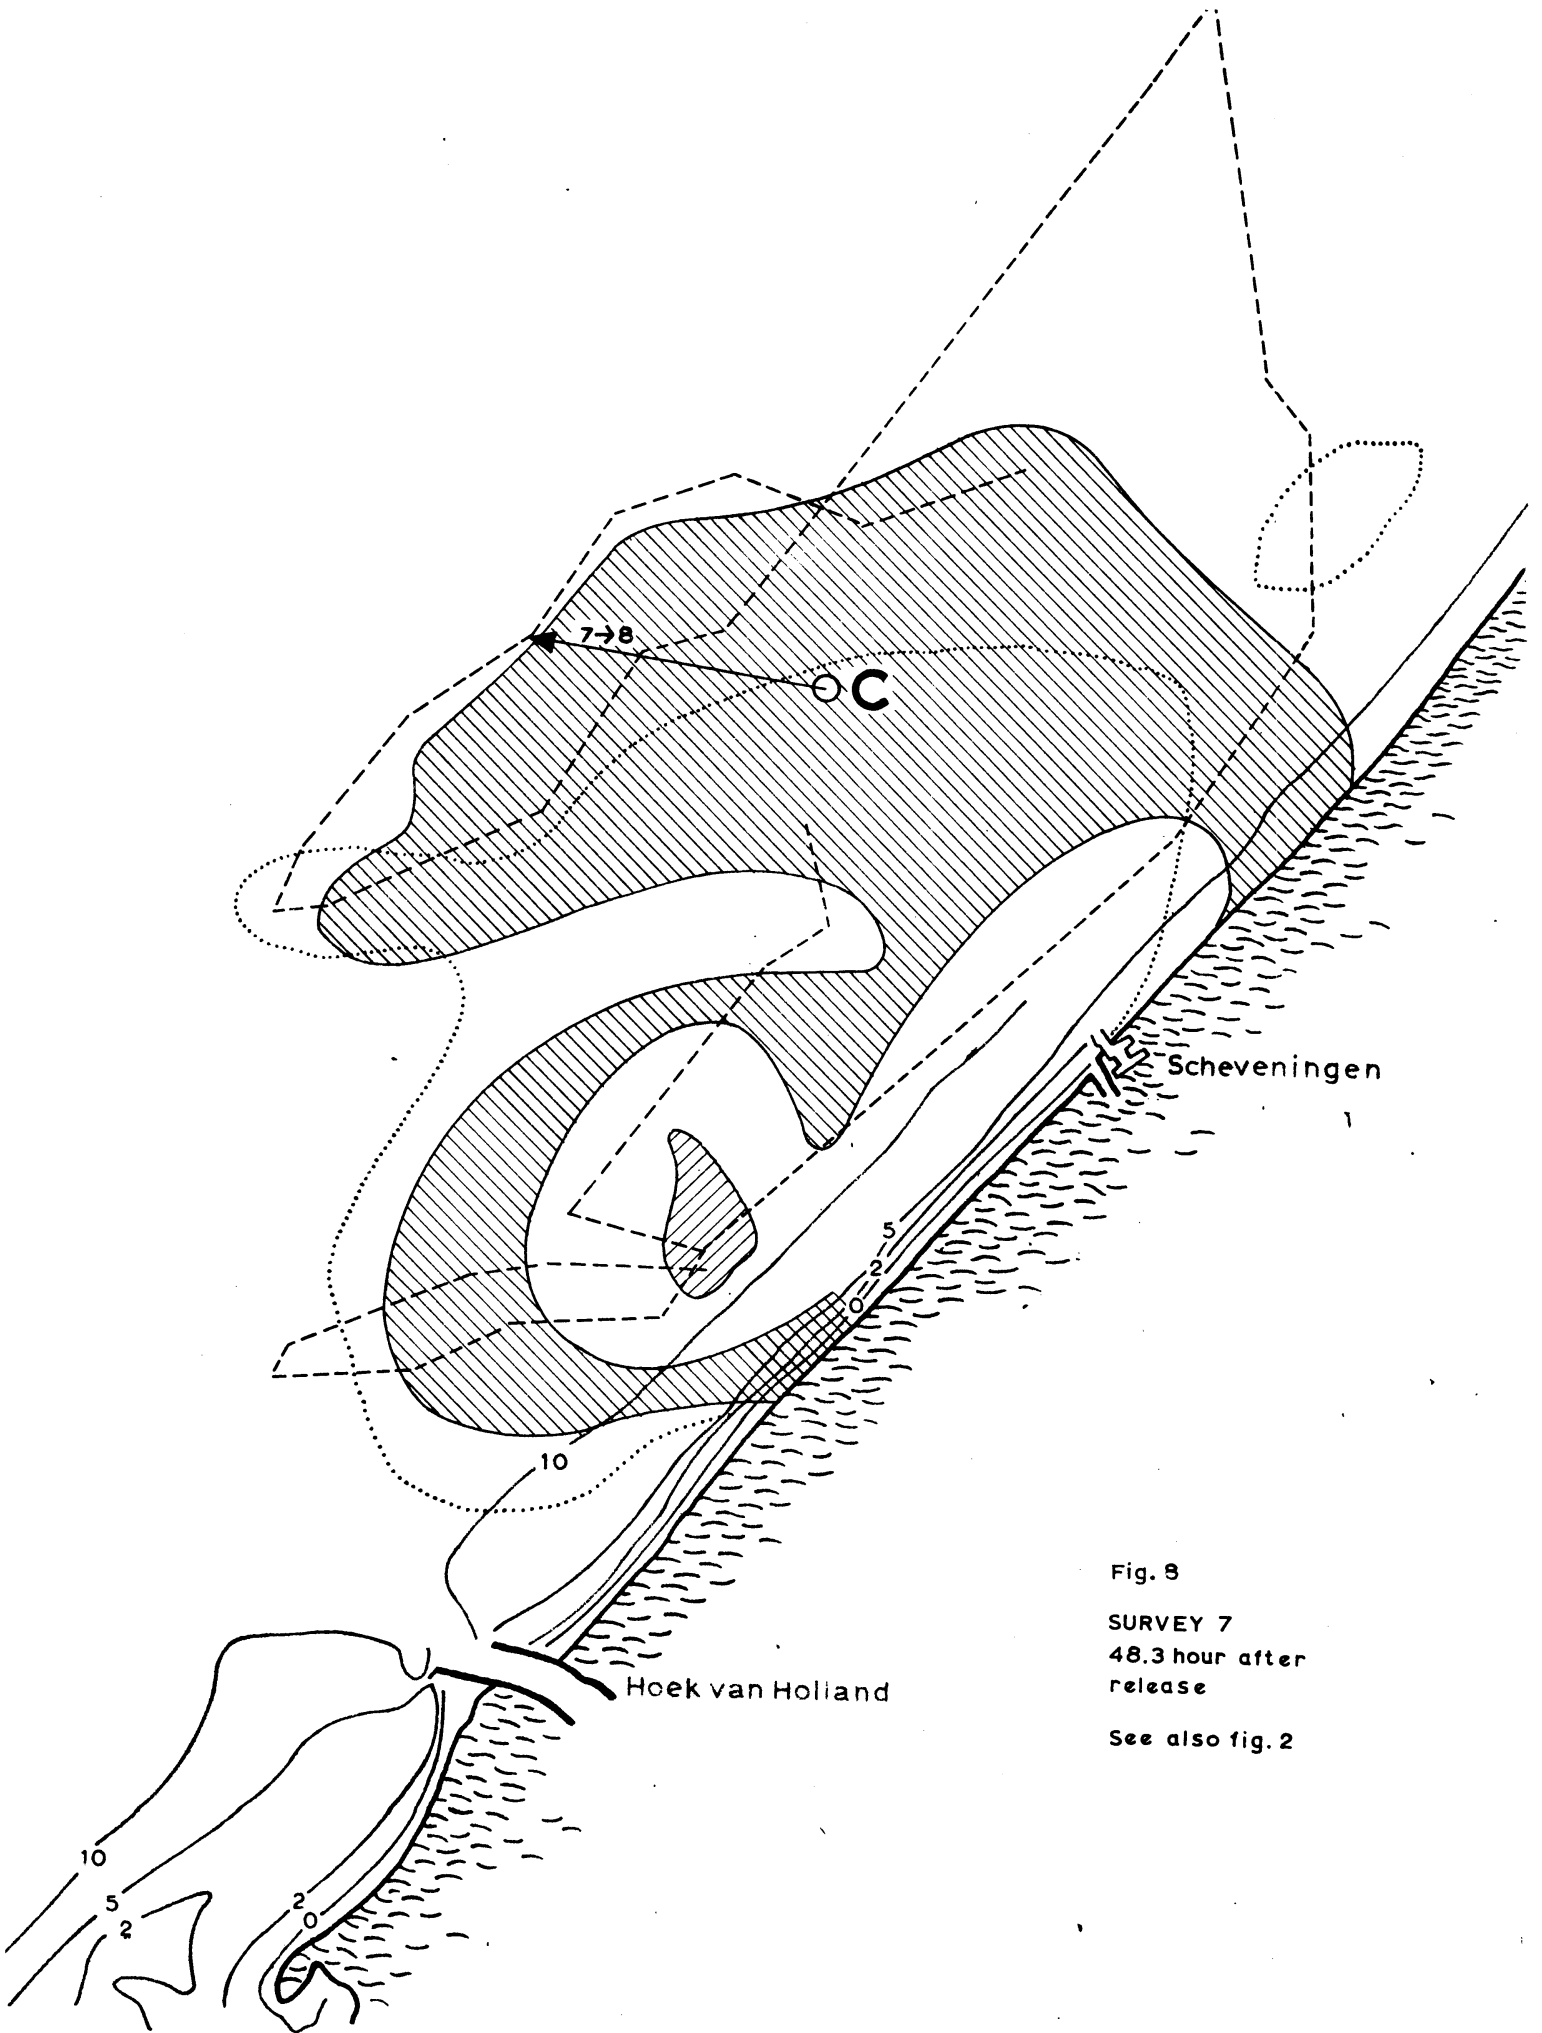 7→8
C
Scheveningen
5
2
0
10
Fig. 8
SURVEY 7
48.3 hour after
release
See also fig. 2
Hoek van Holland
10
5
2
2
0